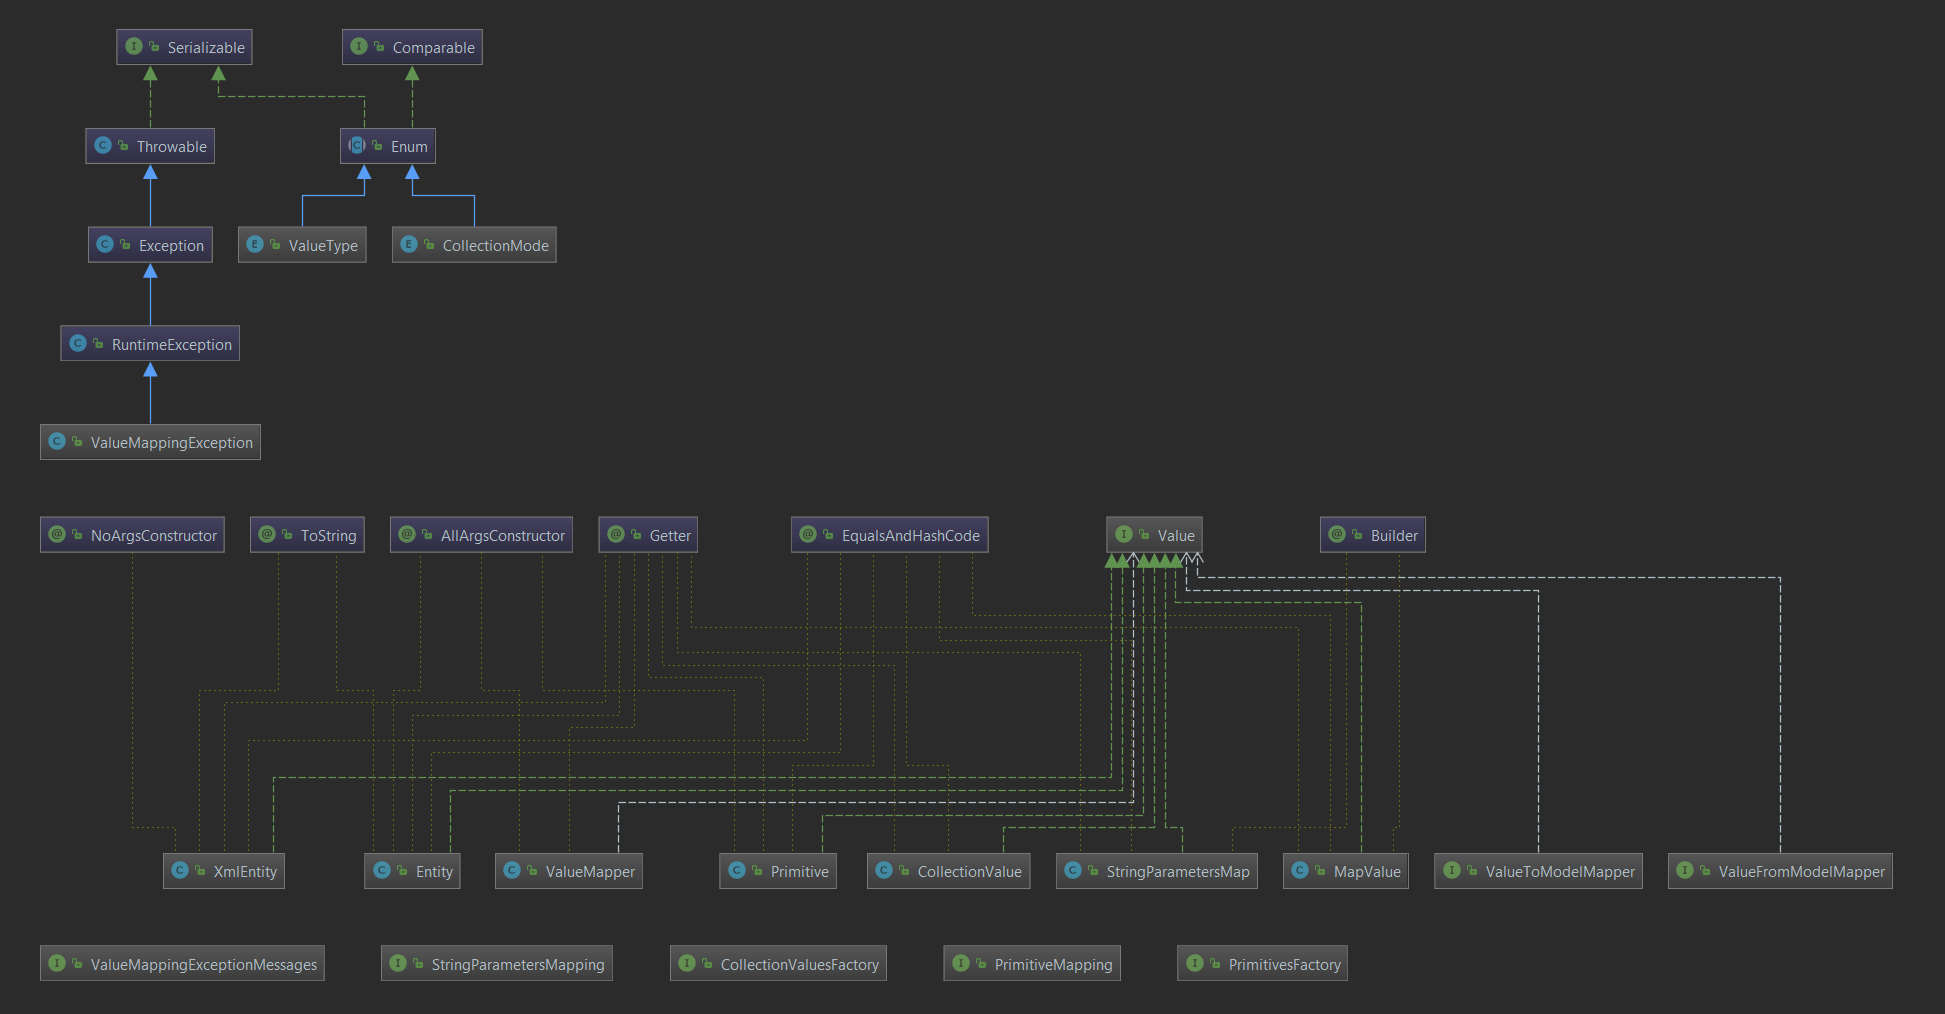 Serializable
Comparable
Throwable
Enum
Exception
ValueType
CollectionMode
RuntimeException
ValueMappingException
NoArgsConstructor
ToString
AllArgsConstructor
Getter
EqualsAndHashCode
Value
Builder
XmlEntity
Entity
ValueMapper
Primitive
CollectionValue
StringParametersMap
MapValue
ValueToModelMapper
ValueFromModelMapper
ValueMappingExceptionMessages
StringParametersMapping
CollectionValuesFactory
PrimitiveMapping
PrimitivesFactory